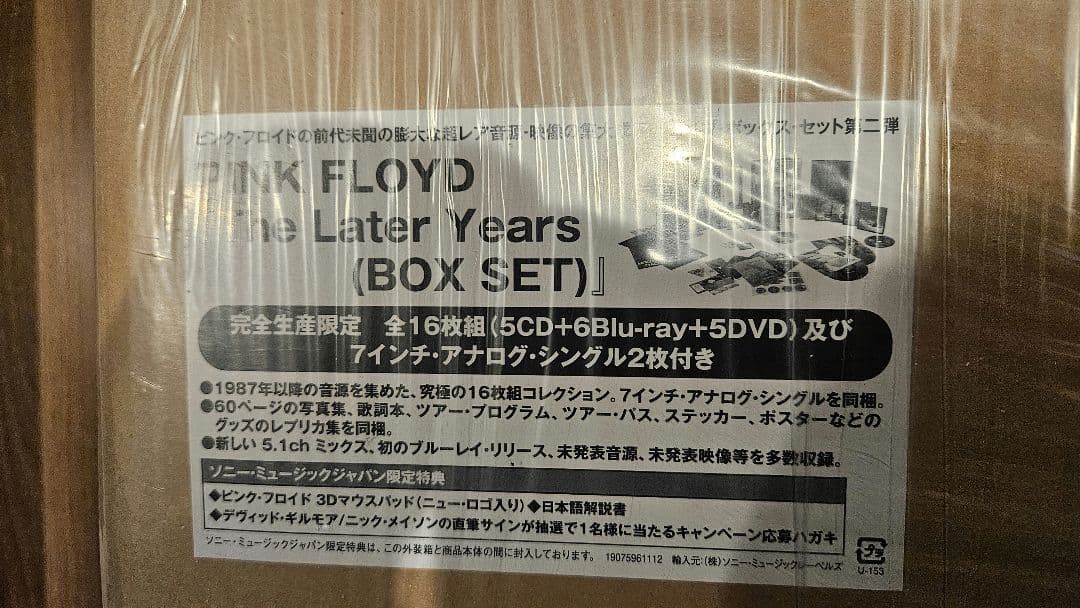 ピンク・フロイドの前代未聞の膨大な超レア音源・映像の集大
ボックス・セット第二弾
PINK FLOYD
The Later Years
(BOX SET)』
完全生産限定 全16枚組(5CD+6Blu-ray+5DVD)及び
7インチ・アナログ・シングル2枚付き
●1987年以降の音源を集めた、究極の16枚組コレクション。7インチ・アナログ・シングルを同梱。
●60ページの写真集、歌詞本、ツアー・プログラム、ツアー・パス、ステッカー、ポスターなどの
グッズのレプリカ集を同梱。
●新しい 5.1ch ミックス、初のブルーレイ・リリース、未発表音源、未発表映像等を多数収録。
ソニー・ミュージックジャパン限定特典
◆ピンク・フロイド 3Dマウスパッド(ニュー・ロゴ入り)◆日本語解説書
◆デヴィッド・ギルモア/ニック・メイソンの直筆サインが抽選で1名様に当たるキャンペーン応募ハガキ
ソニー・ミュージックジャパン限定特典は、この外装箱と商品本体の間に封入しております。 19075961112 輸入元:(株)ソニー・ミュージックレーベルズ
プラ
U-153